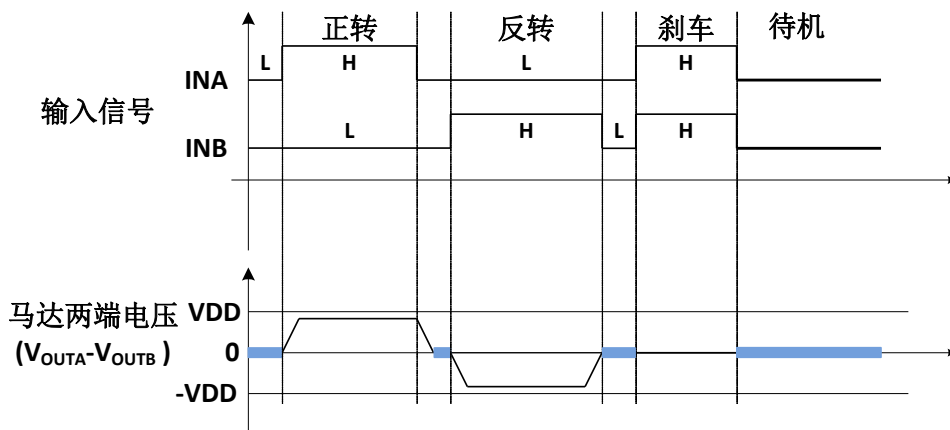 正转 反转 刹车 待机
L H L H
INA
输入信号
L H L H
INB
马达两端电压 VDD
(VOUTA-VOUTB ) 0
-VDD